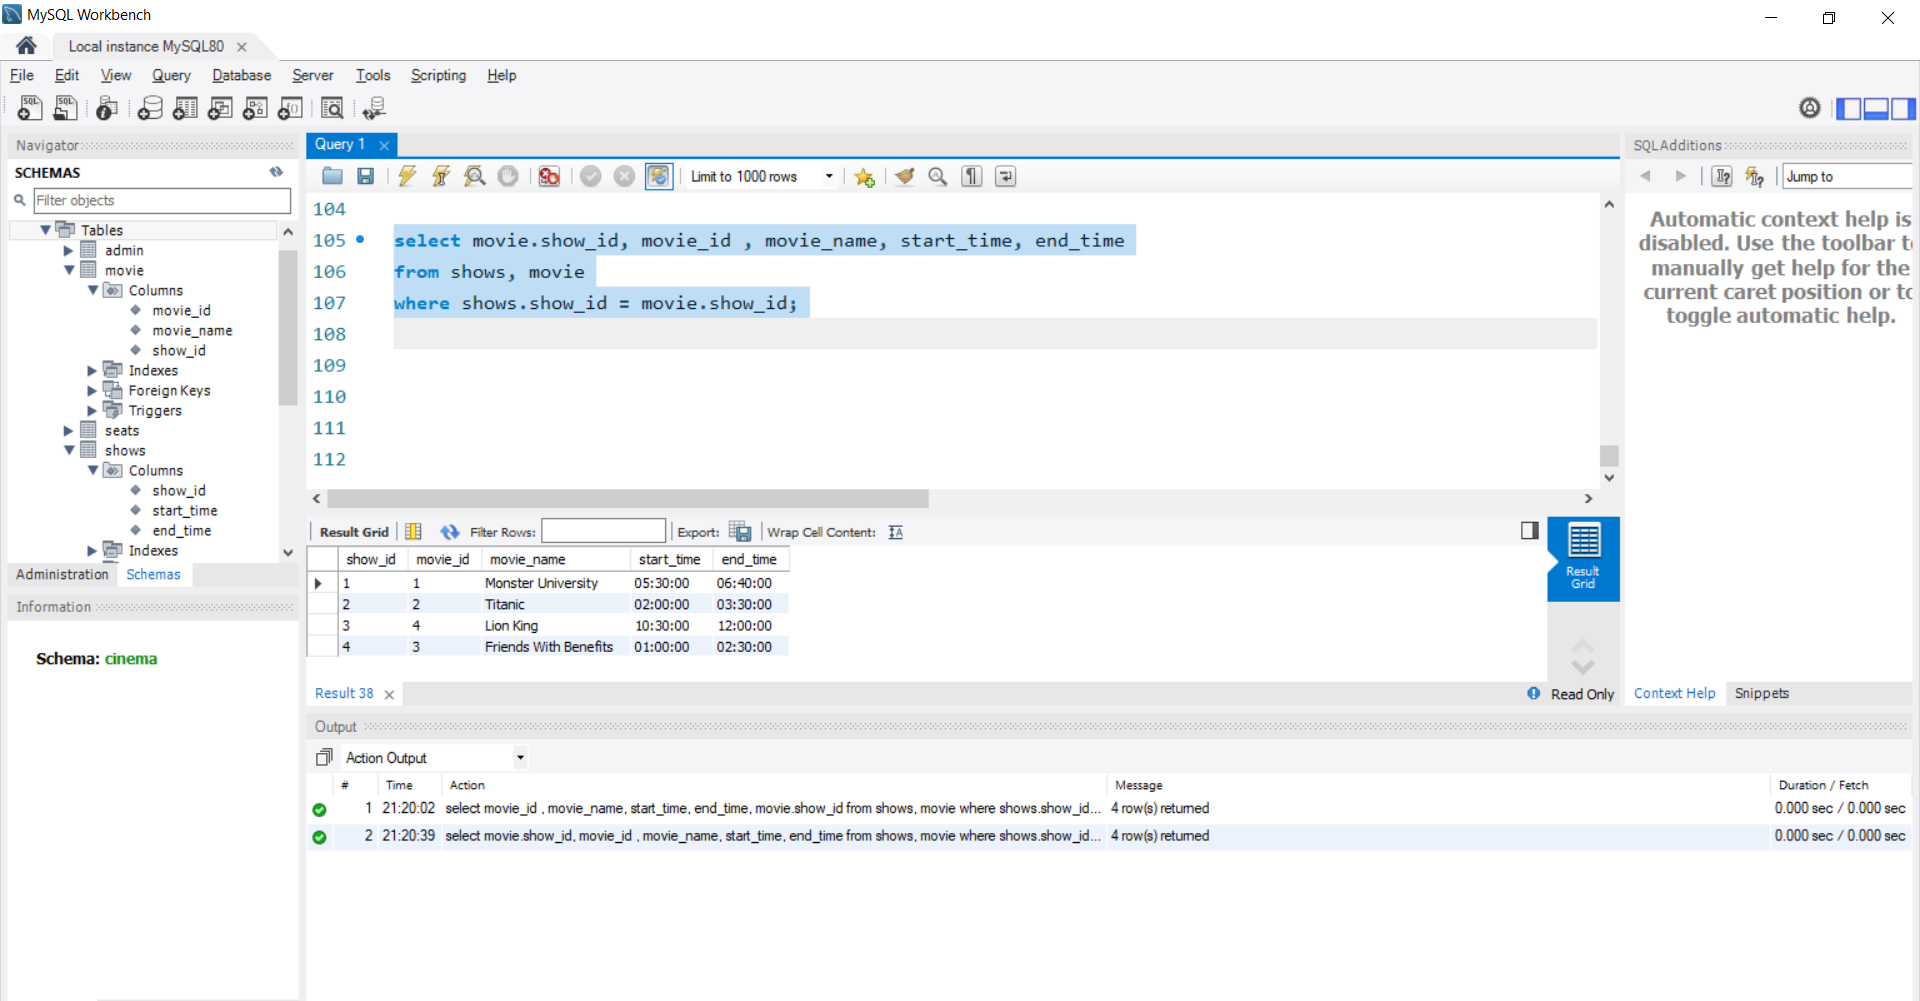 MySQL Workbench
Local instance MySQL80
File Edit View Query Database Server Tools Scripting Help
Navigator
SCHEMAS
Filter objects
Tables
admin
movie
Columns
movie_id
movie_name
show_id
Indexes
Foreign Keys
Triggers
seats
shows
Columns
show_id
start_time
end_time
Indexes
Administration Schemas
Information
Schema: cinema
Query 1
Limit to 1000 rows
104
105 select movie.show_id, movie_id , movie_name, start_time, end_time
106 from shows, movie
107 where shows.show_id = movie.show_id;
108
109
110
111
112
Result Grid Filter Rows: Export: Wrap Cell Content:
show_id movie_id movie_name start_time end_time
1 1 Monster University 05:30:00 06:40:00
2 2 Titanic 02:00:00 03:30:00
3 4 Lion King 10:30:00 12:00:00
4 3 Friends With Benefits 01:00:00 02:30:00
Result
Grid
Result 38
Read Only
SQLAdditions
Jump to
Automatic context help is
disabled. Use the toolbar t
manually get help for the
current caret position or to
toggle automatic help.
Context Help Snippets
Output
Action Output
# Time Action Message Duration / Fetch
1 21:20:02 select movie_id , movie_name, start_time, end_time, movie.show_id from shows, movie where shows.show_id... 4 row(s) returned 0.000 sec / 0.000 sec
2 21:20:39 select movie.show_id, movie_id , movie_name, start_time, end_time from shows, movie where shows.show_id... 4 row(s) returned 0.000 sec / 0.000 sec